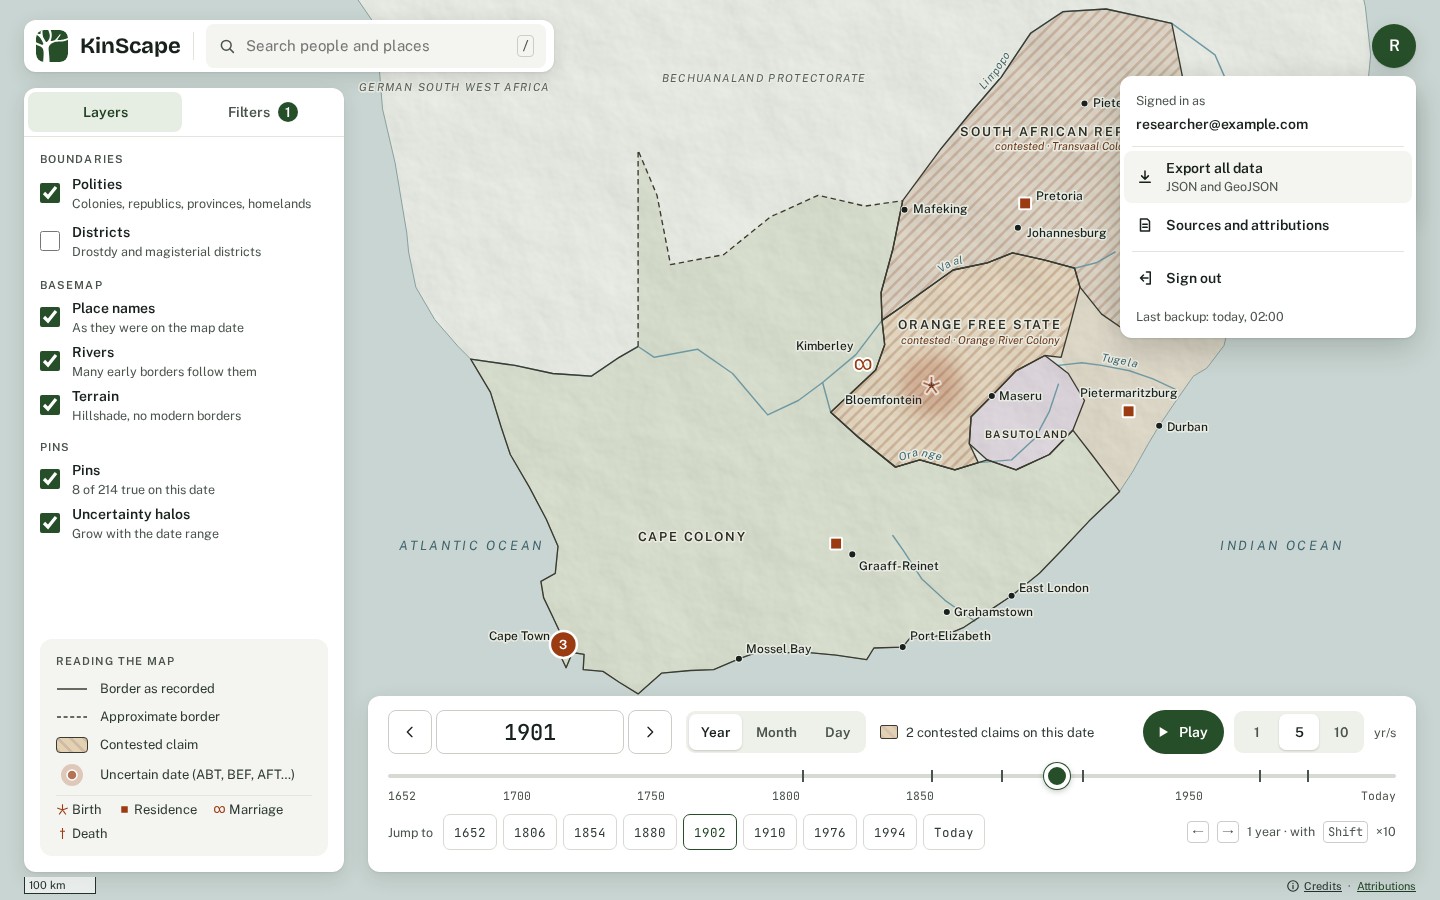 KinScape
Search people and places
/
R
Layers
Filters 1
BOUNDARIES
Polities
Colonies, republics, provinces, homelands
Districts
Drostdy and magisterial districts
BASEMAP
Place names
As they were on the map date
Rivers
Many early borders follow them
Terrain
Hillshade, no modern borders
PINS
Pins
8 of 214 true on this date
Uncertainty halos
Grow with the date range
READING THE MAP
Border as recorded
Approximate border
Contested claim
Uncertain date (ABT, BEF, AFT…)
Birth
Residence
Marriage
Death
100 km
GERMAN SOUTH WEST AFRICA
BECHUANALAND PROTECTORATE
Limpopo
Piete
SOUTH AFRICAN REP
contested · Transvaal Colo
Pretoria
Mafeking
Johannesburg
Vaal
ORANGE FREE STATE
contested · Orange River Colony
Kimberley
Tugela
Bloemfontein
Maseru
Pietermaritzburg
BASUTOLAND
Durban
Orange
CAPE COLONY
ATLANTIC OCEAN
INDIAN OCEAN
Graaff-Reinet
East London
Grahamstown
Cape Town
3
Mossel Bay
Port Elizabeth
Signed in as
researcher@example.com
Export all data
JSON and GeoJSON
Sources and attributions
Sign out
Last backup: today, 02:00
1901
Year
Month
Day
2 contested claims on this date
Play
1
5
10
yr/s
1652
1700
1750
1800
1850
1950
Today
Jump to
1652
1806
1854
1880
1902
1910
1976
1994
Today
← → 1 year · with Shift ×10
Credits · Attributions